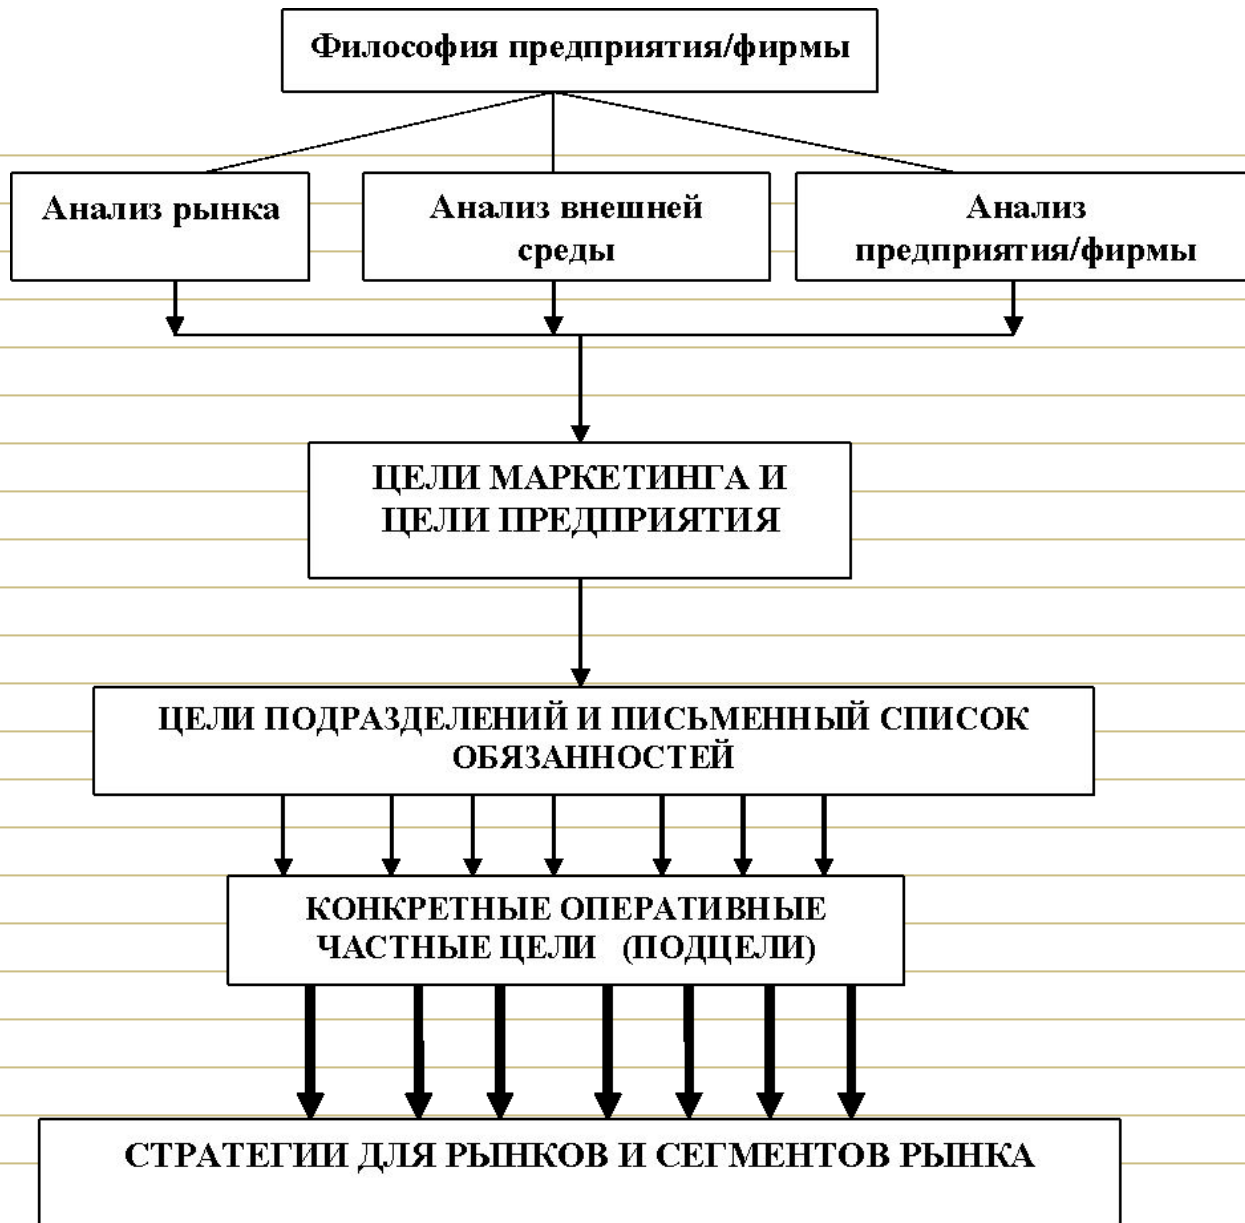 Философия предприятия/фирмы
Анализ рынка
Анализ внешней
среды
Анализ
предприятия/фирмы
ЦЕЛИ МАРКЕТИНГА И
ЦЕЛИ ПРЕДПРИЯТИЯ
ЦЕЛИ ПОДРАЗДЕЛЕНИЙ И ПИСЬМЕННЫЙ СПИСОК
ОБЯЗАННОСТЕЙ
КОНКРЕТНЫЕ ОПЕРАТИВНЫЕ
ЧАСТНЫЕ ЦЕЛИ (ПОДЦЕЛИ)
СТРАТЕГИИ ДЛЯ РЫНКОВ И СЕГМЕНТОВ РЫНКА